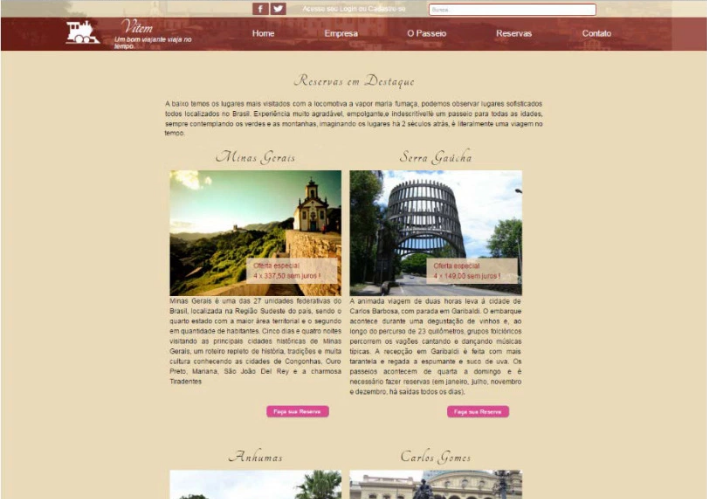 Acesse seu Login ou Cadastre-se
Busca...
Vitem
Um bom viajante viaja no
tempo.
Home Empresa O Passeio Reservas Contato
Reservas em Destaque
A baixo temos os lugares mais visitados com a locomotiva a vapor maria fumaça, podemos observar lugares sofisticados
todos localizados no Brasil. Experiência muito agradável, empolgante,e indescritívelé um passeio para todas as idades,
sempre contemplando os verdes e as montanhas, imaginando os lugares há 2 séculos atrás, é literalmente uma viagem no
tempo.
Minas Gerais
Oferta especial
4 x 337,50 sem juros !
Minas Gerais é uma das 27 unidades federativas do
Brasil, localizada na Região Sudeste do país, sendo o
quarto estado com a maior área territorial e o segundo
em quantidade de habitantes. Cinco dias e quatro noites
visitando as principais cidades históricas de Minas
Gerais, um roteiro repleto de história, tradições e muita
cultura conhecendo as cidades de Congonhas, Ouro
Preto, Mariana, São João Del Rey e a charmosa
Tiradentes
Faça sua Reserva
Serra Gaúcha
Oferta especial
4 x 149,00 sem juros !
A animada viagem de duas horas leva à cidade de
Carlos Barbosa, com parada em Garibaldi. O embarque
acontece durante uma degustação de vinhos e, ao
longo do percurso de 23 quilômetros, grupos folclóricos
percorrem os vagões cantando e dançando músicas
típicas. A recepção em Garibaldi é feita com mais
tarantela e regada a espumante e suco de uva. Os
passeios acontecem de quarta a domingo e é
necessário fazer reservas (em janeiro, julho, novembro
e dezembro, há saídas todos os dias).
Faça sua Reserva
Anhumas
Carlos Gomes